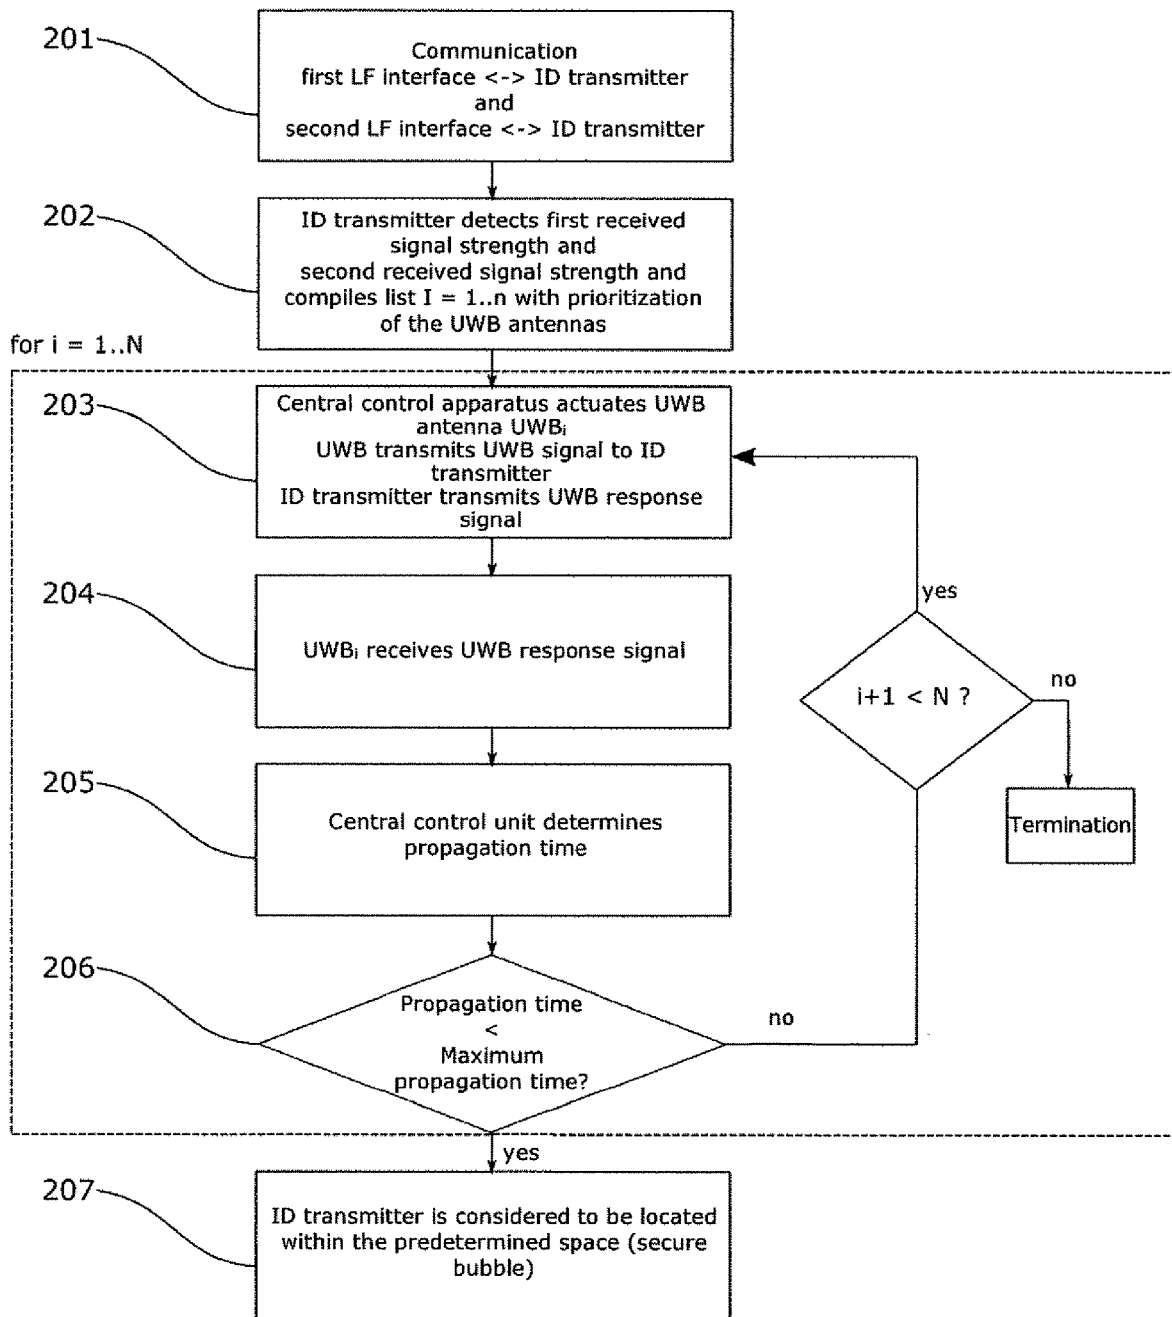 201
Communication
first LF interface <-> ID transmitter
and
second LF interface <-> ID transmitter
202
ID transmitter detects first received
signal strength and
second received signal strength and
compiles list I = 1..n with prioritization
of the UWB antennas
for i = 1..N
203
Central control apparatus actuates UWB
antenna UWBi
UWB transmits UWB signal to ID
transmitter
ID transmitter transmits UWB response
signal
204
UWBi receives UWB response signal
yes
i+1 < N ?
no
205
Central control unit determines
propagation time
Termination
206
Propagation time
<
Maximum
propagation time?
no
yes
207
ID transmitter is considered to be located
within the predetermined space (secure
bubble)